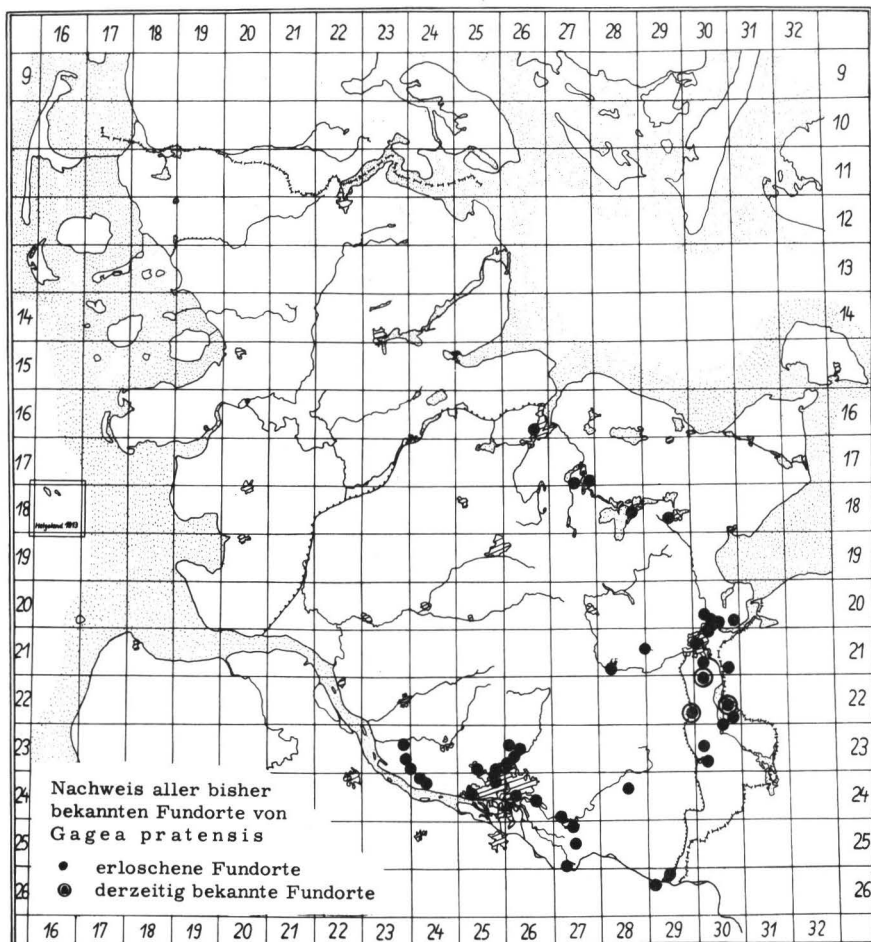 16 17 18 19 20 21 22 23 24 25 26 27 28 29 30 31 32
9 9
10
11
12
13
14 14
15
16 16
17 17
18 18
Helgoland 1813
19 19
20 20
21 21
22 22
23 23
24 24
25 25
26 26
Nachweis aller bisher
bekannten Fundorte von
Gagea pratensis
erloschene Fundorte
derzeitig bekannte Fundorte
16 17 18 19 20 21 22 23 24 25 26 27 28 29 30 31 32